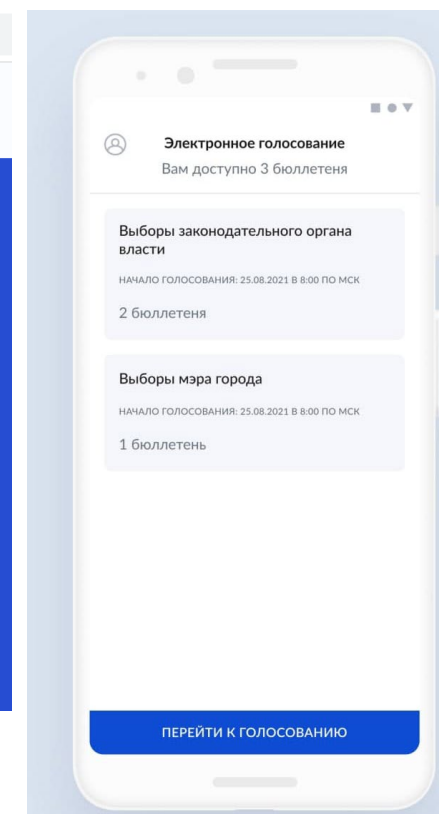 Электронное голосование
Вам доступно 3 бюллетеня
Выборы законодательного органа
власти
НАЧАЛО ГОЛОСОВАНИЯ: 25.08.2021 В 8:00 ПО МСК
2 бюллетеня
Выборы мэра города
НАЧАЛО ГОЛОСОВАНИЯ: 25.08.2021 В 8:00 ПО МСК
1 бюллетень
ПЕРЕЙТИ К ГОЛОСОВАНИЮ